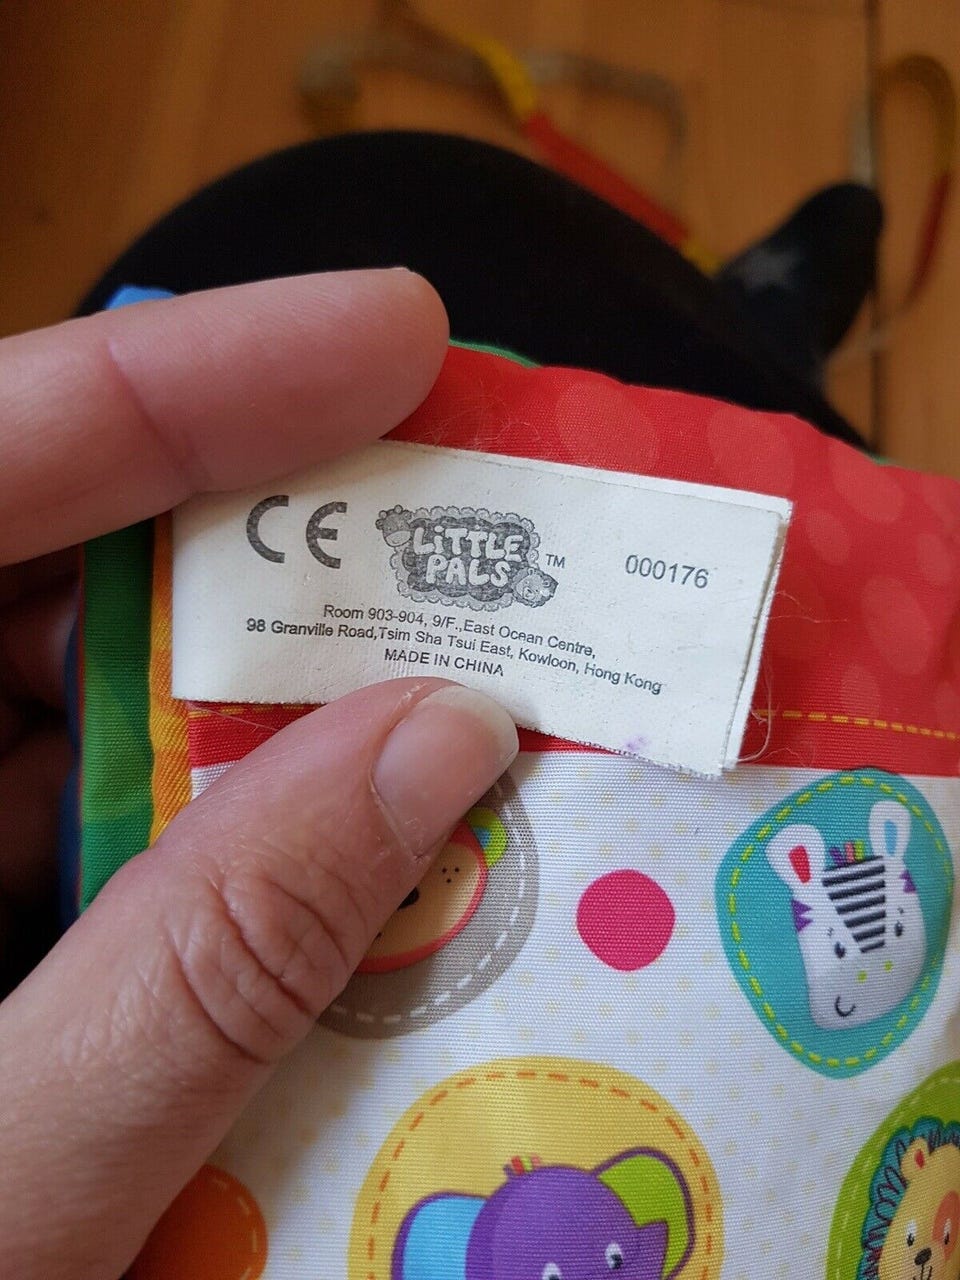 CE
LiTTLE
PALS
TM
000176
Room 903-904, 9/F.,East Ocean Centre,
98 Granville Road,Tsim Sha Tsui East, Kowloon, Hong Kong
MADE IN CHINA